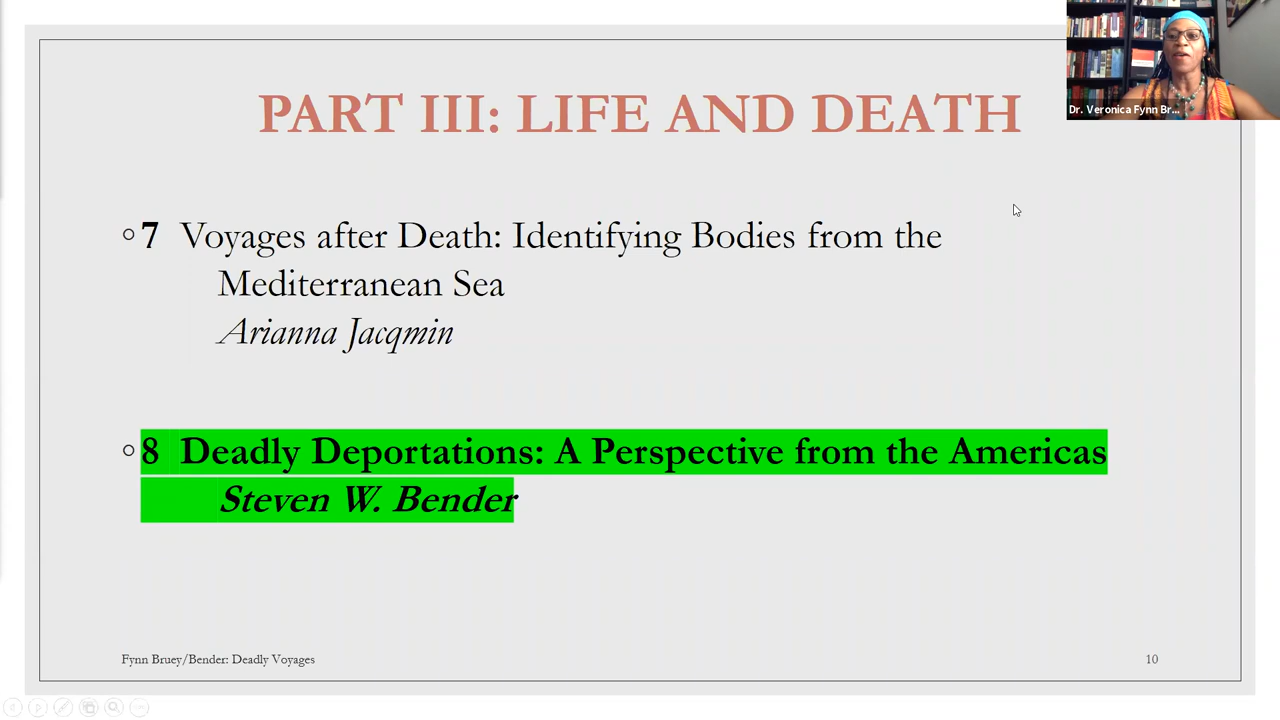 Dr. Veronica Fynn Br...
PART III: LIFE AND DEATH
7 Voyages after Death: Identifying Bodies from the
Mediterranean Sea
Arianna Jacqmin
8 Deadly Deportations: A Perspective from the Americas
Steven W. Bender
Fynn Bruey/Bender: Deadly Voyages
10